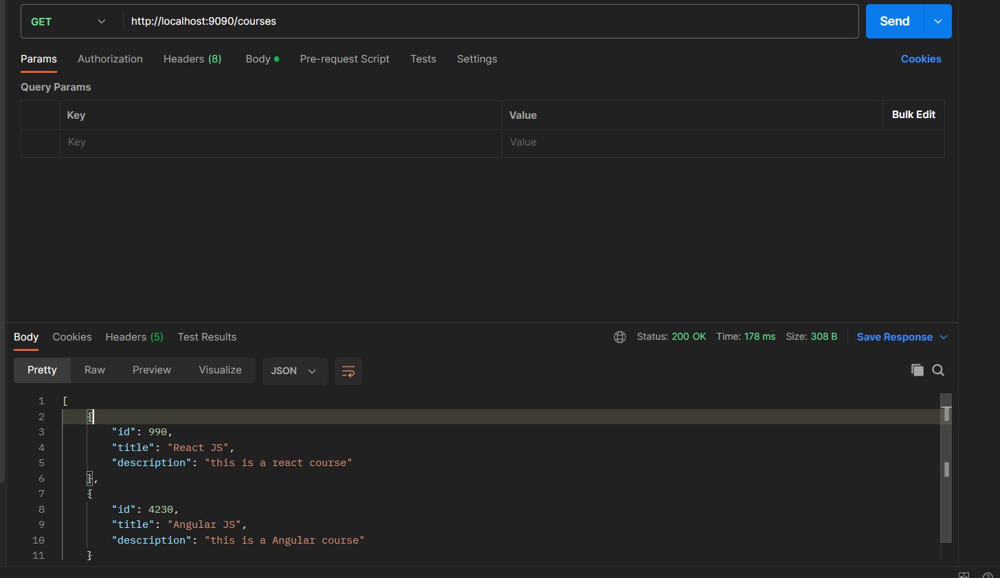 GET http://localhost:9090/courses Send
Params Authorization Headers (8) Body Pre-request Script Tests Settings Cookies
Query Params
Key Value Bulk Edit
Key Value
Body Cookies Headers (5) Test Results Status: 200 OK Time: 178 ms Size: 308 B Save Response
Pretty Raw Preview Visualize JSON
1 [
2 {
3 "id": 990,
4 "title": "React JS",
5 "description": "this is a react course"
6 },
7 {
8 "id": 4230,
9 "title": "Angular JS",
10 "description": "this is a Angular course"
11 }